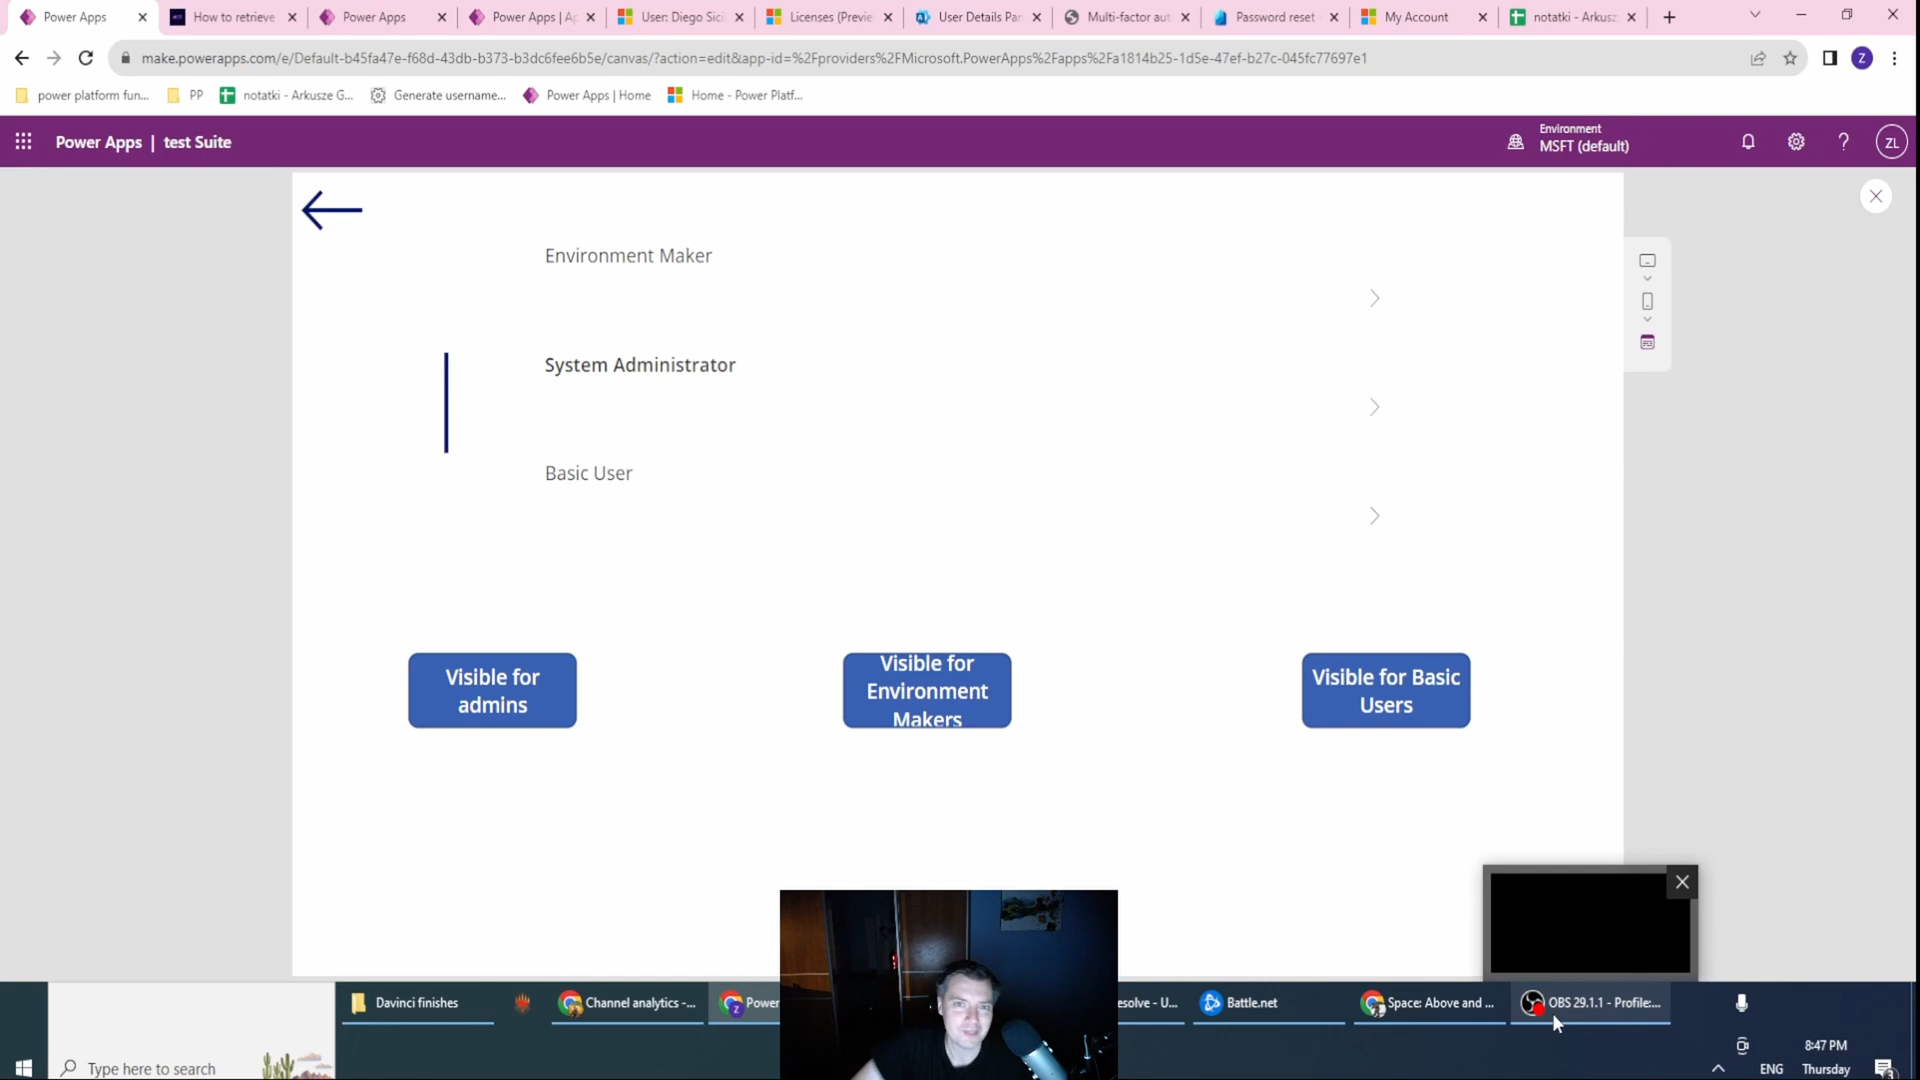 Power Apps
How to retrieve
Power Apps
Power Apps | Ap
User: Diego Sici
Licenses (Previe
User Details Pan
Multi-factor aut
Password reset -
My Account
notatki - Arkusz
make.powerapps.com/e/Default-b45fa47e-f68d-43db-b373-b3dc6fee6b5e/canvas/?action=edit&app-id=%2Fproviders%2FMicrosoft.PowerApps%2Fapps%2Fa1814b25-1d5e-47ef-b27c-045fc77697e1
Z
power platform fun...
PP
notatki - Arkusze G...
Generate username...
Power Apps | Home
Home - Power Platf...
Power Apps | test Suite
Environment
MSFT (default)
?
ZL
Environment Maker
System Administrator
Basic User
Visible for
admins
Visible for
Environment
Makers
Visible for Basic
Users
Davinci finishes
Channel analytics -...
Power
esolve - U...
Battle.net
Space: Above and ...
OBS 29.1.1 - Profile:...
Type here to search
8:47 PM
ENG
Thursday
3